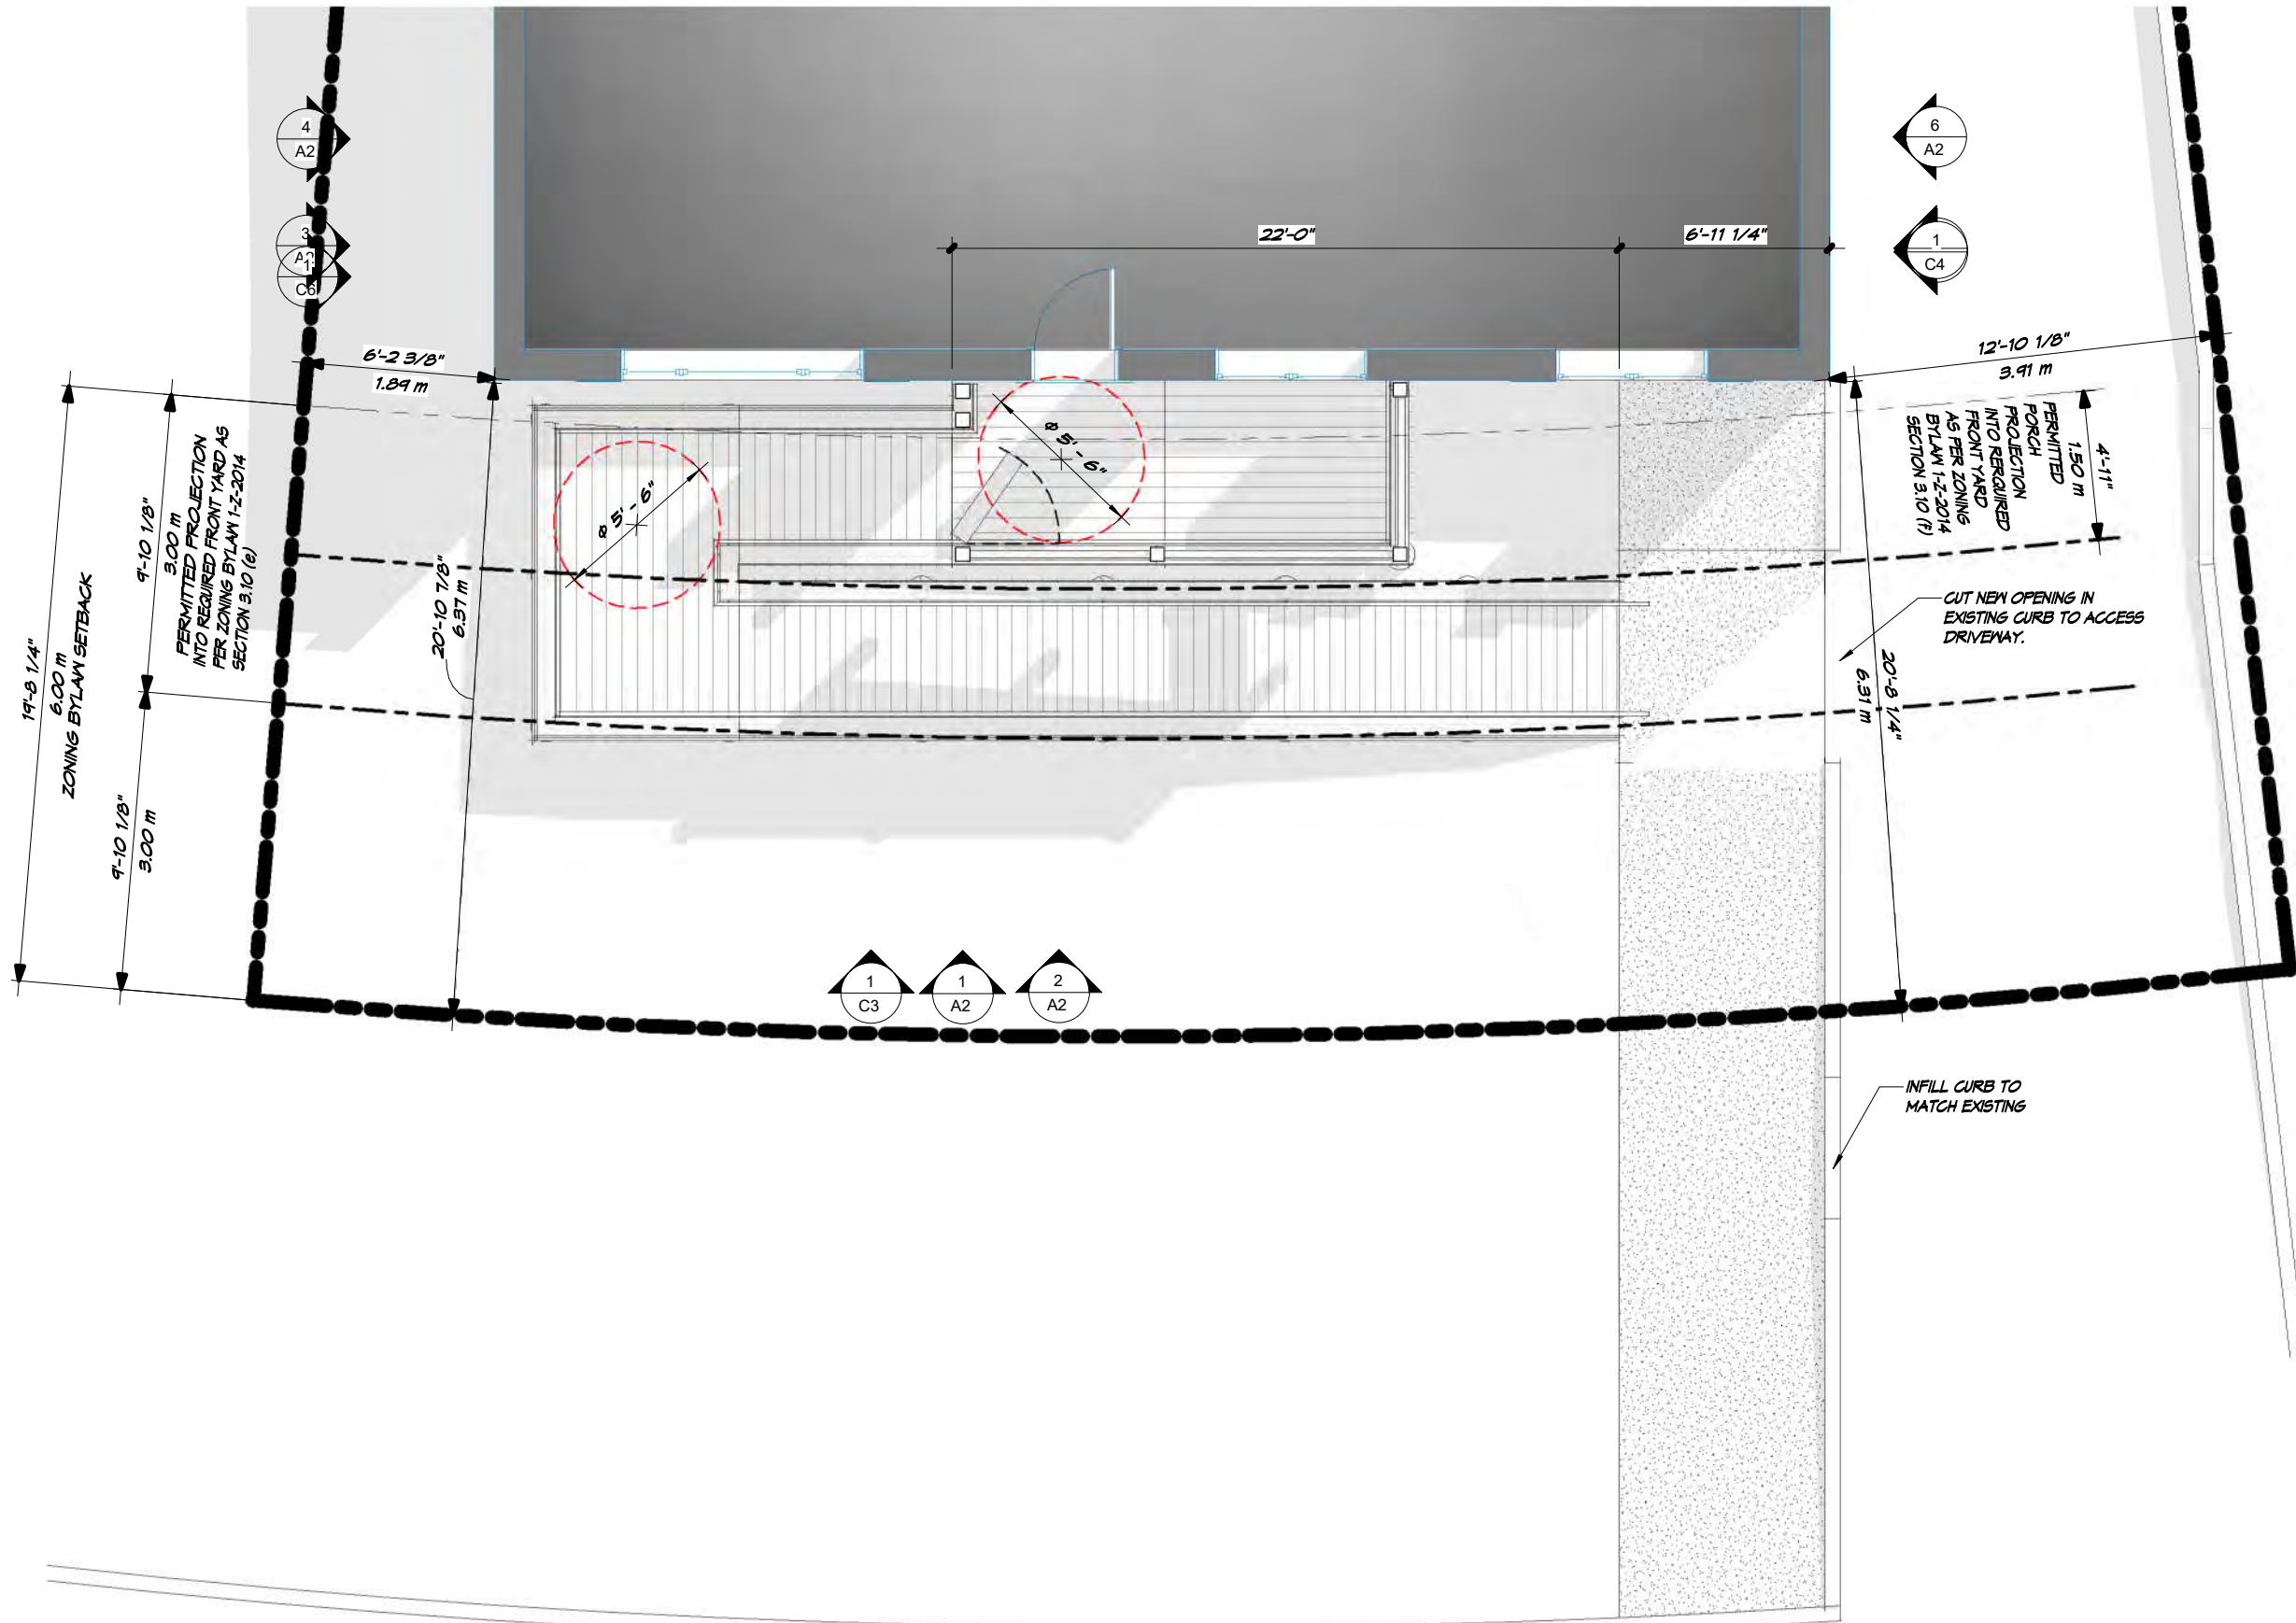 4
A2
3
A2
1
C6
6
A2
1
C4
22'-0"
6'-11 1/4"
6'-2 3/8"
1.89 m
12'-10 1/8"
3.91 m
19'-8 1/4"
6.00 m
ZONING BYLAW SETBACK
9'-10 1/8"
3.00 m
PERMITTED PROJECTION
INTO REQUIRED FRONT YARD AS
PER ZONING BYLAW 1-Z-2014
SECTION 3.10 (e)
9'-10 1/8"
3.00 m
20'-10 7/8"
6.37 m
ø 5' - 6"
ø 5' - 6"
4'-11"
1.50 m
PERMITTED
PORCH
PROJECTION
INTO RERQUIRED
FRONT YARD
AS PER ZONING
BYLAW 1-Z-2014
SECTION 3.10 (f)
CUT NEW OPENING IN
EXISTING CURB TO ACCESS
DRIVEWAY.
20'-8 1/4"
6.31 m
1
C3
1
A2
2
A2
INFILL CURB TO
MATCH EXISTING